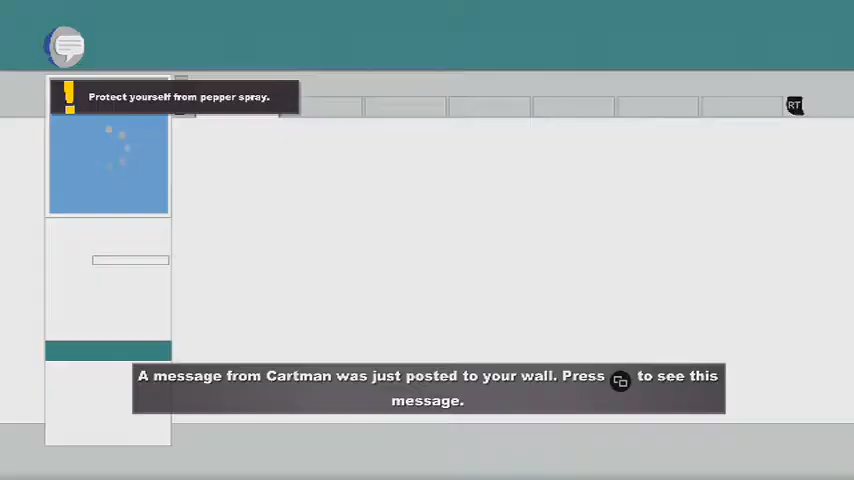 Protect yourself from pepper spray.
RT
A message from Cartman was just posted to your wall. Press to see this
message.